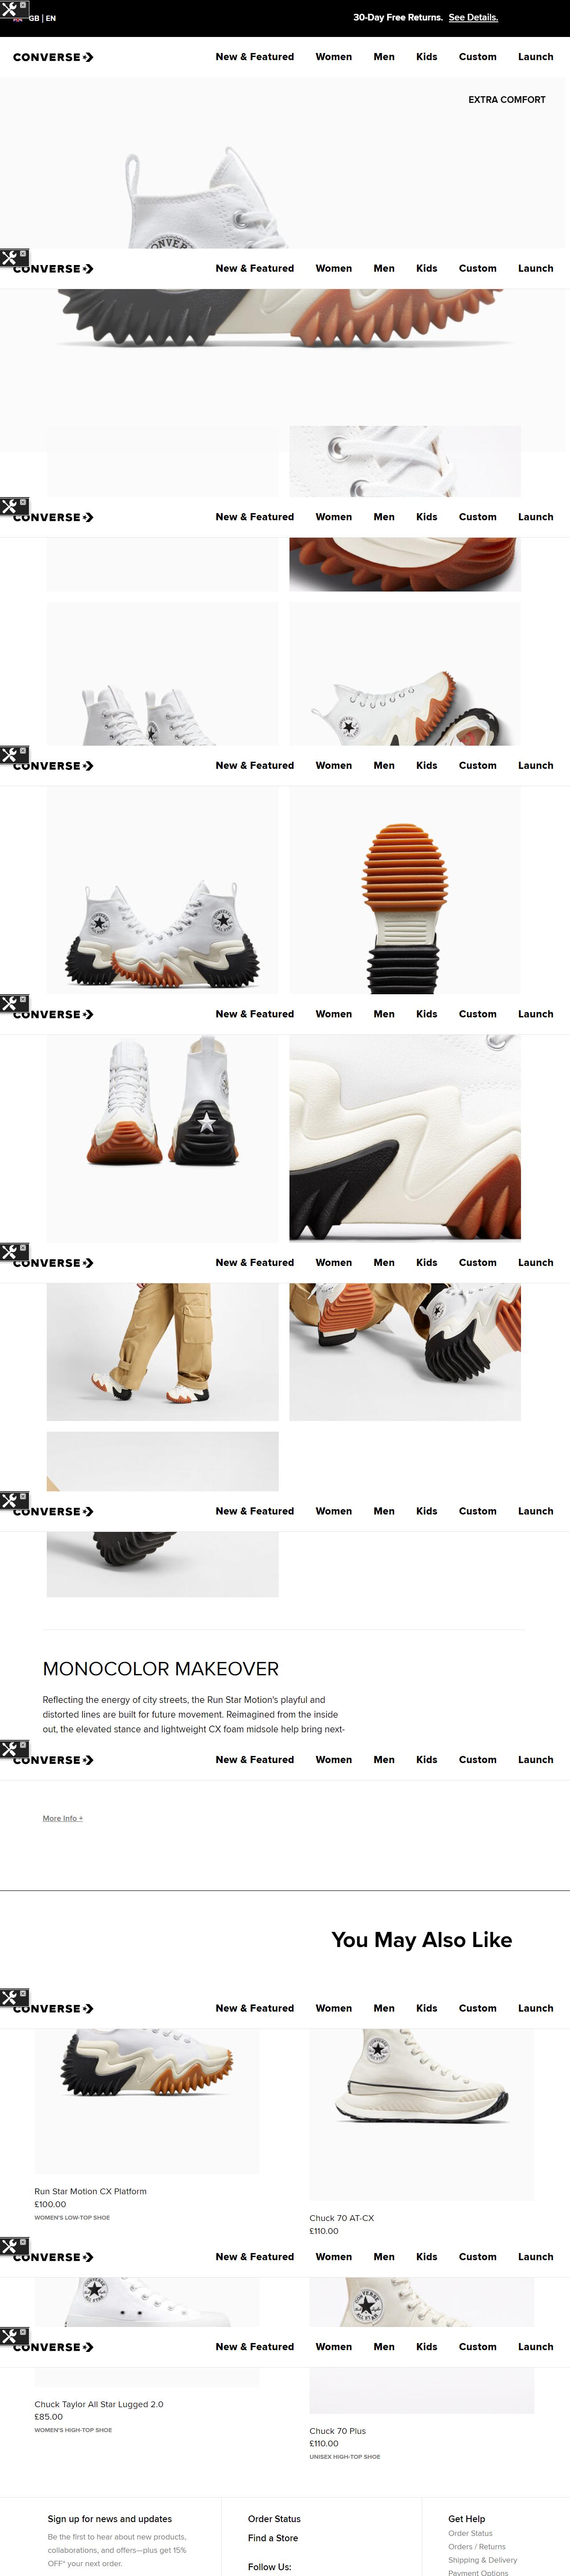 GB | EN
30-Day Free Returns. See Details.
CONVERSE
New & Featured Women Men Kids Custom Launch
EXTRA COMFORT
CONVERSE
New & Featured Women Men Kids Custom Launch
CONVERSE
New & Featured Women Men Kids Custom Launch
CONVERSE
New & Featured Women Men Kids Custom Launch
CONVERSE
New & Featured Women Men Kids Custom Launch
CONVERSE
New & Featured Women Men Kids Custom Launch
CONVERSE
New & Featured Women Men Kids Custom Launch
MONOCOLOR MAKEOVER
Reflecting the energy of city streets, the Run Star Motion's playful and
distorted lines are built for future movement. Reimagined from the inside
out, the elevated stance and lightweight CX foam midsole help bring next-
CONVERSE
New & Featured Women Men Kids Custom Launch
More Info +
You May Also Like
CONVERSE
New & Featured Women Men Kids Custom Launch
Run Star Motion CX Platform
£100.00
WOMEN'S LOW-TOP SHOE
Chuck 70 AT-CX
£110.00
CONVERSE
New & Featured Women Men Kids Custom Launch
CONVERSE
New & Featured Women Men Kids Custom Launch
Chuck Taylor All Star Lugged 2.0
£85.00
WOMEN'S HIGH-TOP SHOE
Chuck 70 Plus
£110.00
UNISEX HIGH-TOP SHOE
Sign up for news and updates
Be the first to hear about new products,
collaborations, and offers—plus get 15%
OFF* your next order.
Order Status
Find a Store
Follow Us:
Get Help
Order Status
Orders / Returns
Shipping & Delivery
Payment Options